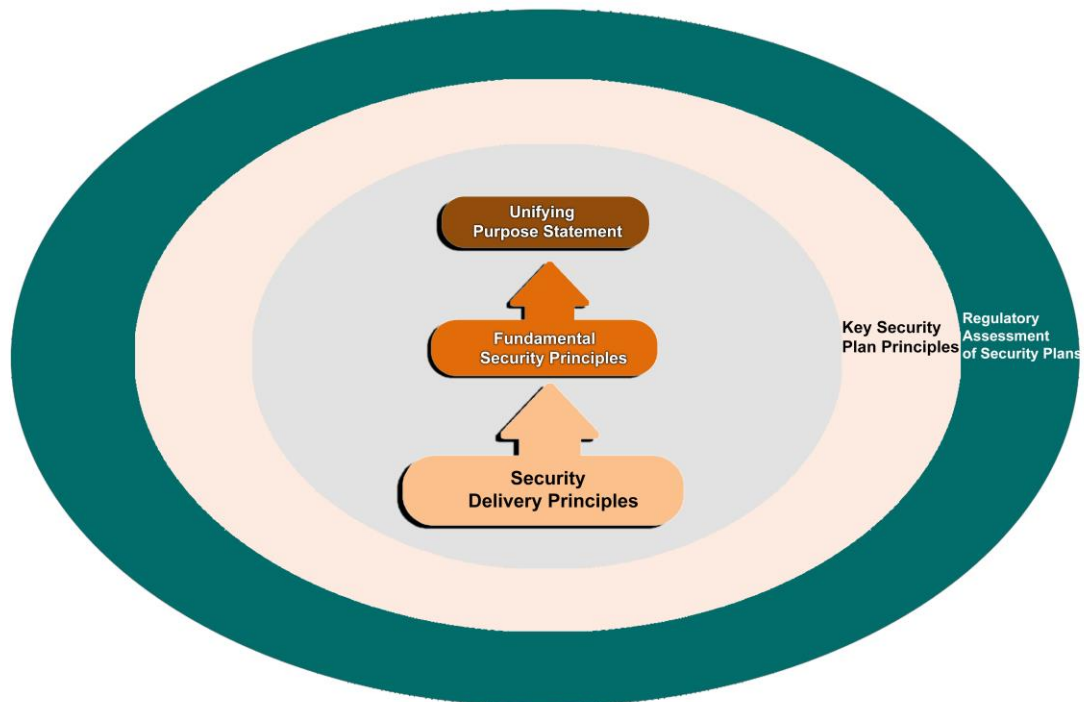 Unifying
Purpose Statement
Fundamental
Security Principles
Key Security
Plan Principles
Regulatory
Assessment
of Security Plans
Security
Delivery Principles